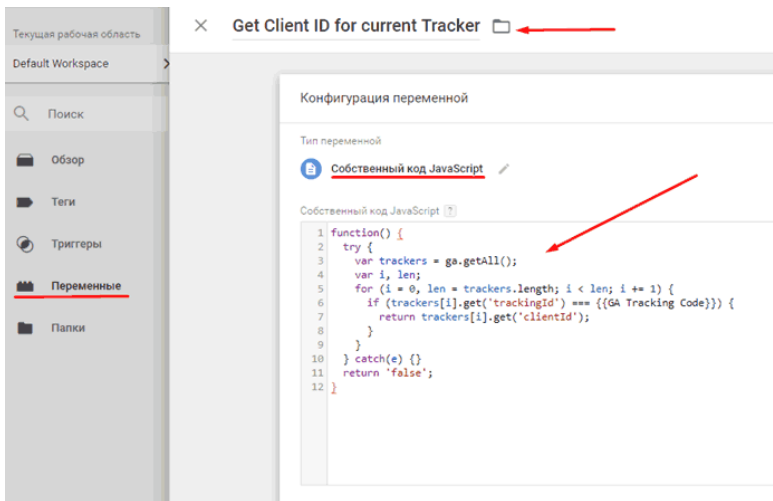 Текущая рабочая область
Default Workspace
Поиск
Обзор
Теги
Триггеры
Переменные
Папки
Get Client ID for current Tracker
Конфигурация переменной
Тип переменной
Собственный код JavaScript
Собственный код JavaScript ?
1 function() {
2 try {
3 var trackers = ga.getAll();
4 var i, len;
5 for (i = 0, len = trackers.length; i < len; i += 1) {
6 if (trackers[i].get('trackingId') === {{GA Tracking Code}}) {
7 return trackers[i].get('clientId');
8 }
9 }
10 } catch(e) {}
11 return 'false';
12 }